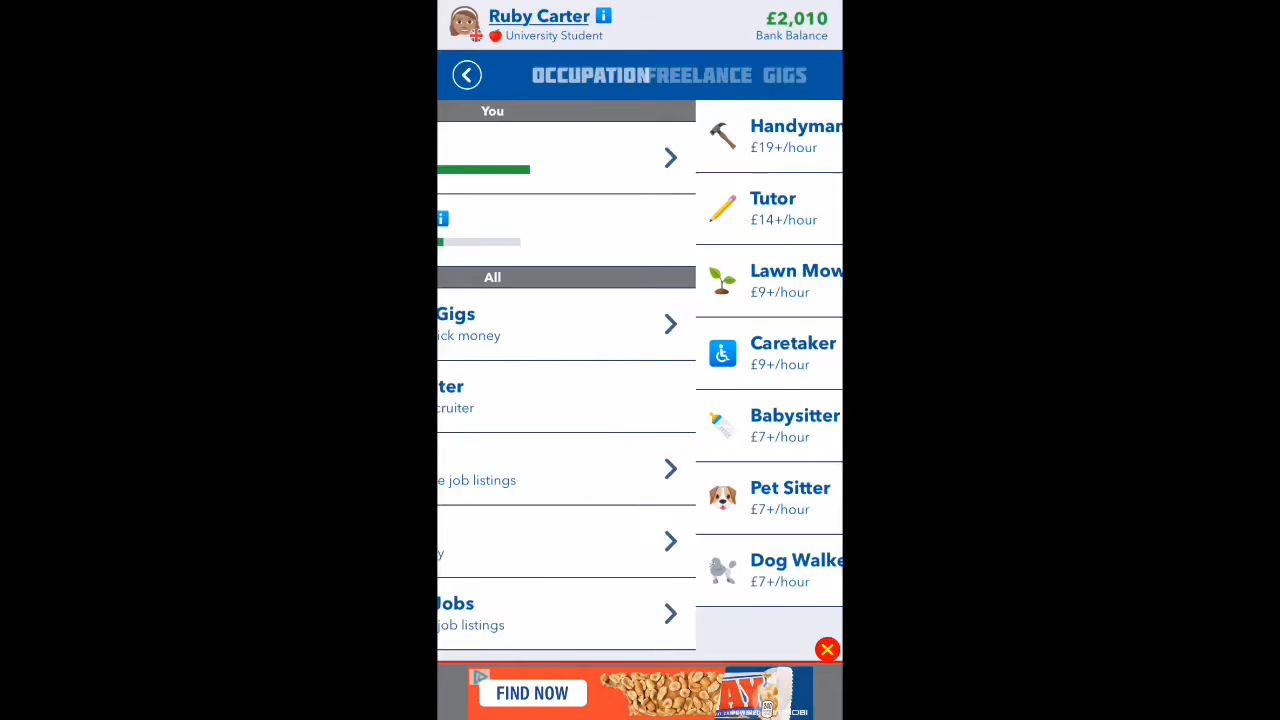 Ruby Carter
University Student
£2,010
Bank Balance
OCCUPATION
FREELANCE GIGS
You
All
Gigs
ick money
ter
cruiter
e job listings
y
Jobs
job listings
Handyman
£19+/hour
Tutor
£14+/hour
Lawn Mow
£9+/hour
Caretaker
£9+/hour
Babysitter
£7+/hour
Pet Sitter
£7+/hour
Dog Walke
£7+/hour
FIND NOW
AY